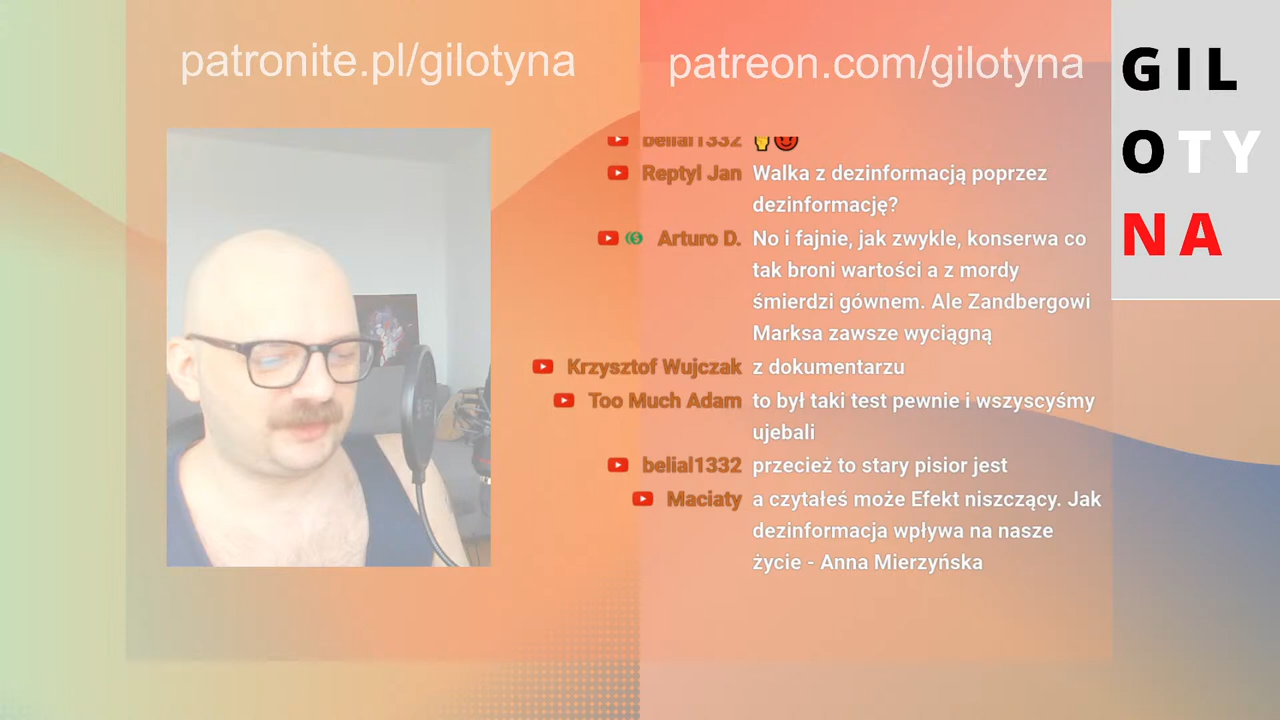 patronite.pl/gilotyna
patreon.com/gilotyna
GIL
OTY
NA
belial1332
Reptyl Jan Walka z dezinformacją poprzez
dezinformację?
Arturo D. No i fajnie, jak zwykle, konserwa co
tak broni wartości a z mordy
śmierdzi gównem. Ale Zandbergowi
Marksa zawsze wyciągną
Krzysztof Wujczak z dokumentarzu
Too Much Adam to był taki test pewnie i wszyscyśmy
ujebali
belial1332 przecież to stary pisior jest
Maciaty a czytałeś może Efekt niszczący. Jak
dezinformacja wpływa na nasze
życie - Anna Mierzyńska